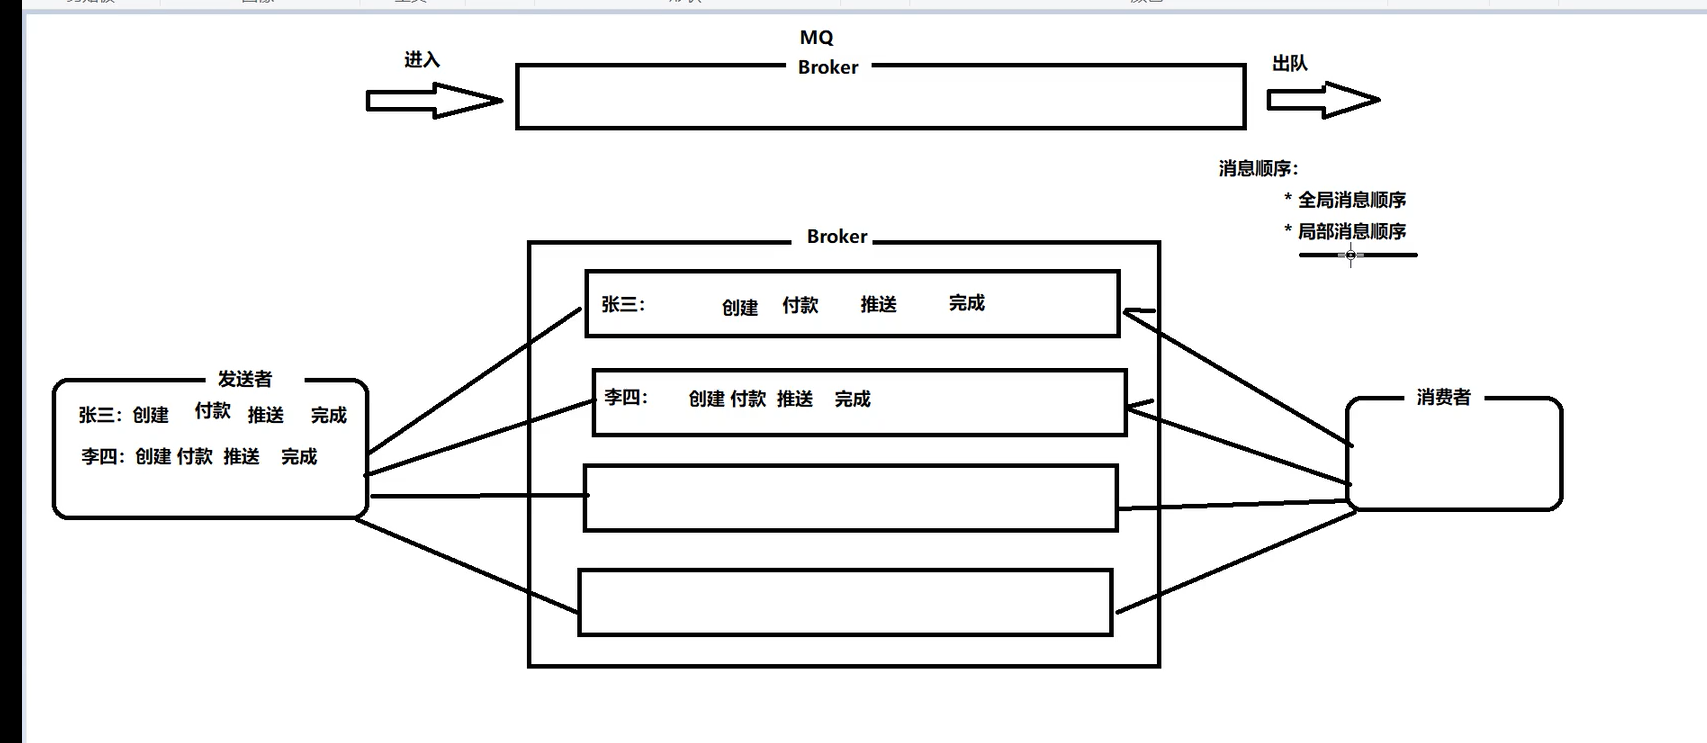 MQ
进入
Broker
出队
消息顺序：
* 全局消息顺序
* 局部消息顺序
Broker
张三： 创建 付款 推送 完成
李四： 创建 付款 推送 完成
发送者
张三：创建 付款 推送 完成
李四：创建 付款 推送 完成
消费者